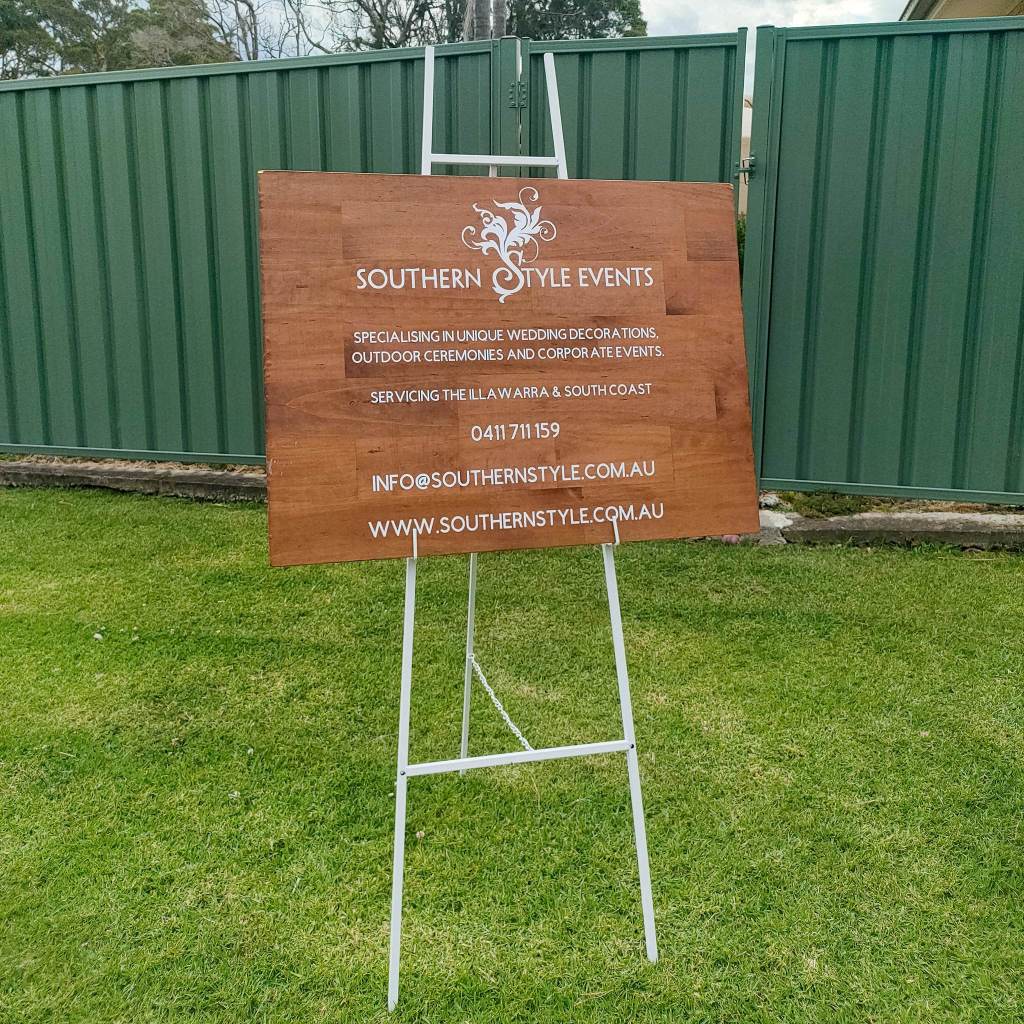 SOUTHERN STYLE EVENTS
SPECIALISING IN UNIQUE WEDDING DECORATIONS,
OUTDOOR CEREMONIES AND CORPORATE EVENTS.
SERVICING THE ILLAWARRA & SOUTH COAST
0411 711 159
INFO@SOUTHERNSTYLE.COM.AU
WWW.SOUTHERNSTYLE.COM.AU